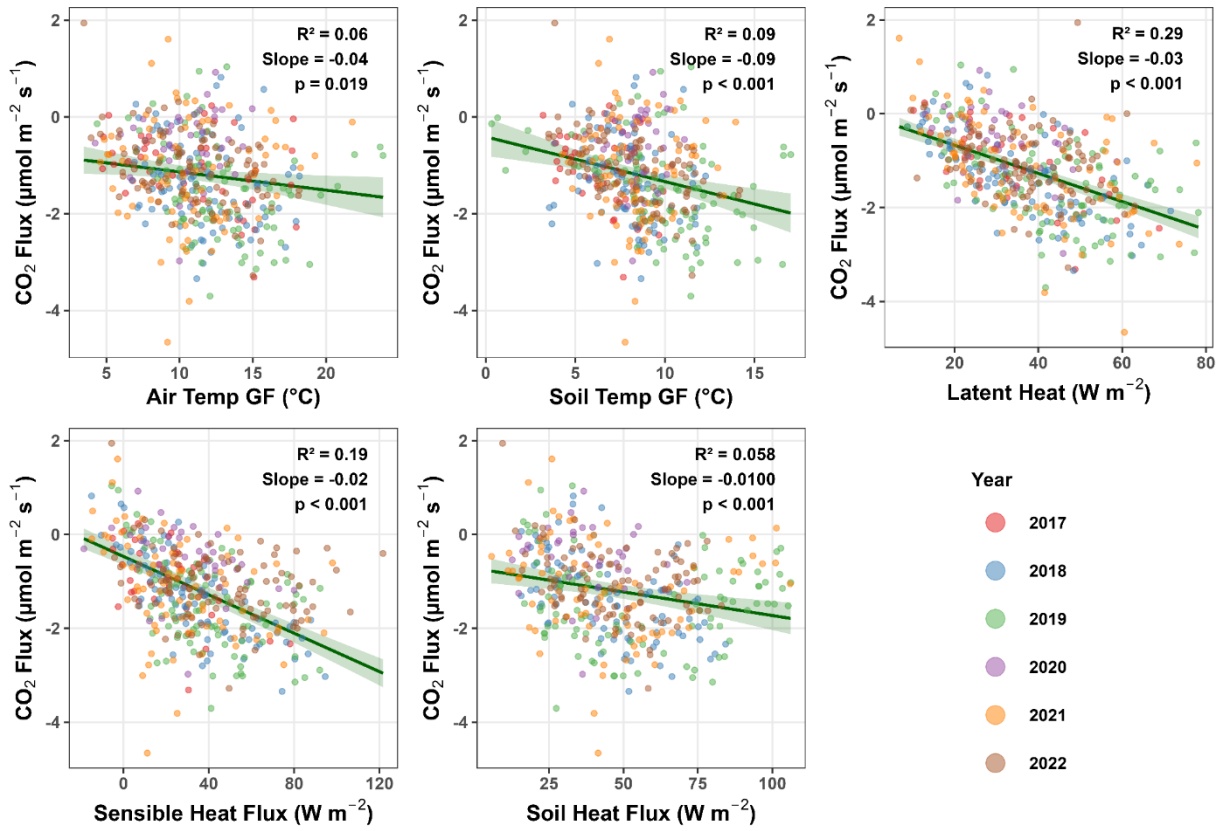 R² = 0.06
Slope = -0.04
p = 0.019
2
0
-2
-4
CO₂ Flux (µmol m⁻² s⁻¹)
5 10 15 20
Air Temp GF (°C)
R² = 0.09
Slope = -0.09
p < 0.001
2
0
-2
-4
CO₂ Flux (µmol m⁻² s⁻¹)
0 5 10 15
Soil Temp GF (°C)
R² = 0.29
Slope = -0.03
p < 0.001
2
0
-2
-4
CO₂ Flux (µmol m⁻² s⁻¹)
20 40 60 80
Latent Heat (W m⁻²)
R² = 0.19
Slope = -0.02
p < 0.001
2
0
-2
-4
CO₂ Flux (µmol m⁻² s⁻¹)
0 40 80 120
Sensible Heat Flux (W m⁻²)
R² = 0.058
Slope = -0.0100
p < 0.001
2
0
-2
-4
CO₂ Flux (µmol m⁻² s⁻¹)
25 50 75 100
Soil Heat Flux (W m⁻²)
Year
2017
2018
2019
2020
2021
2022